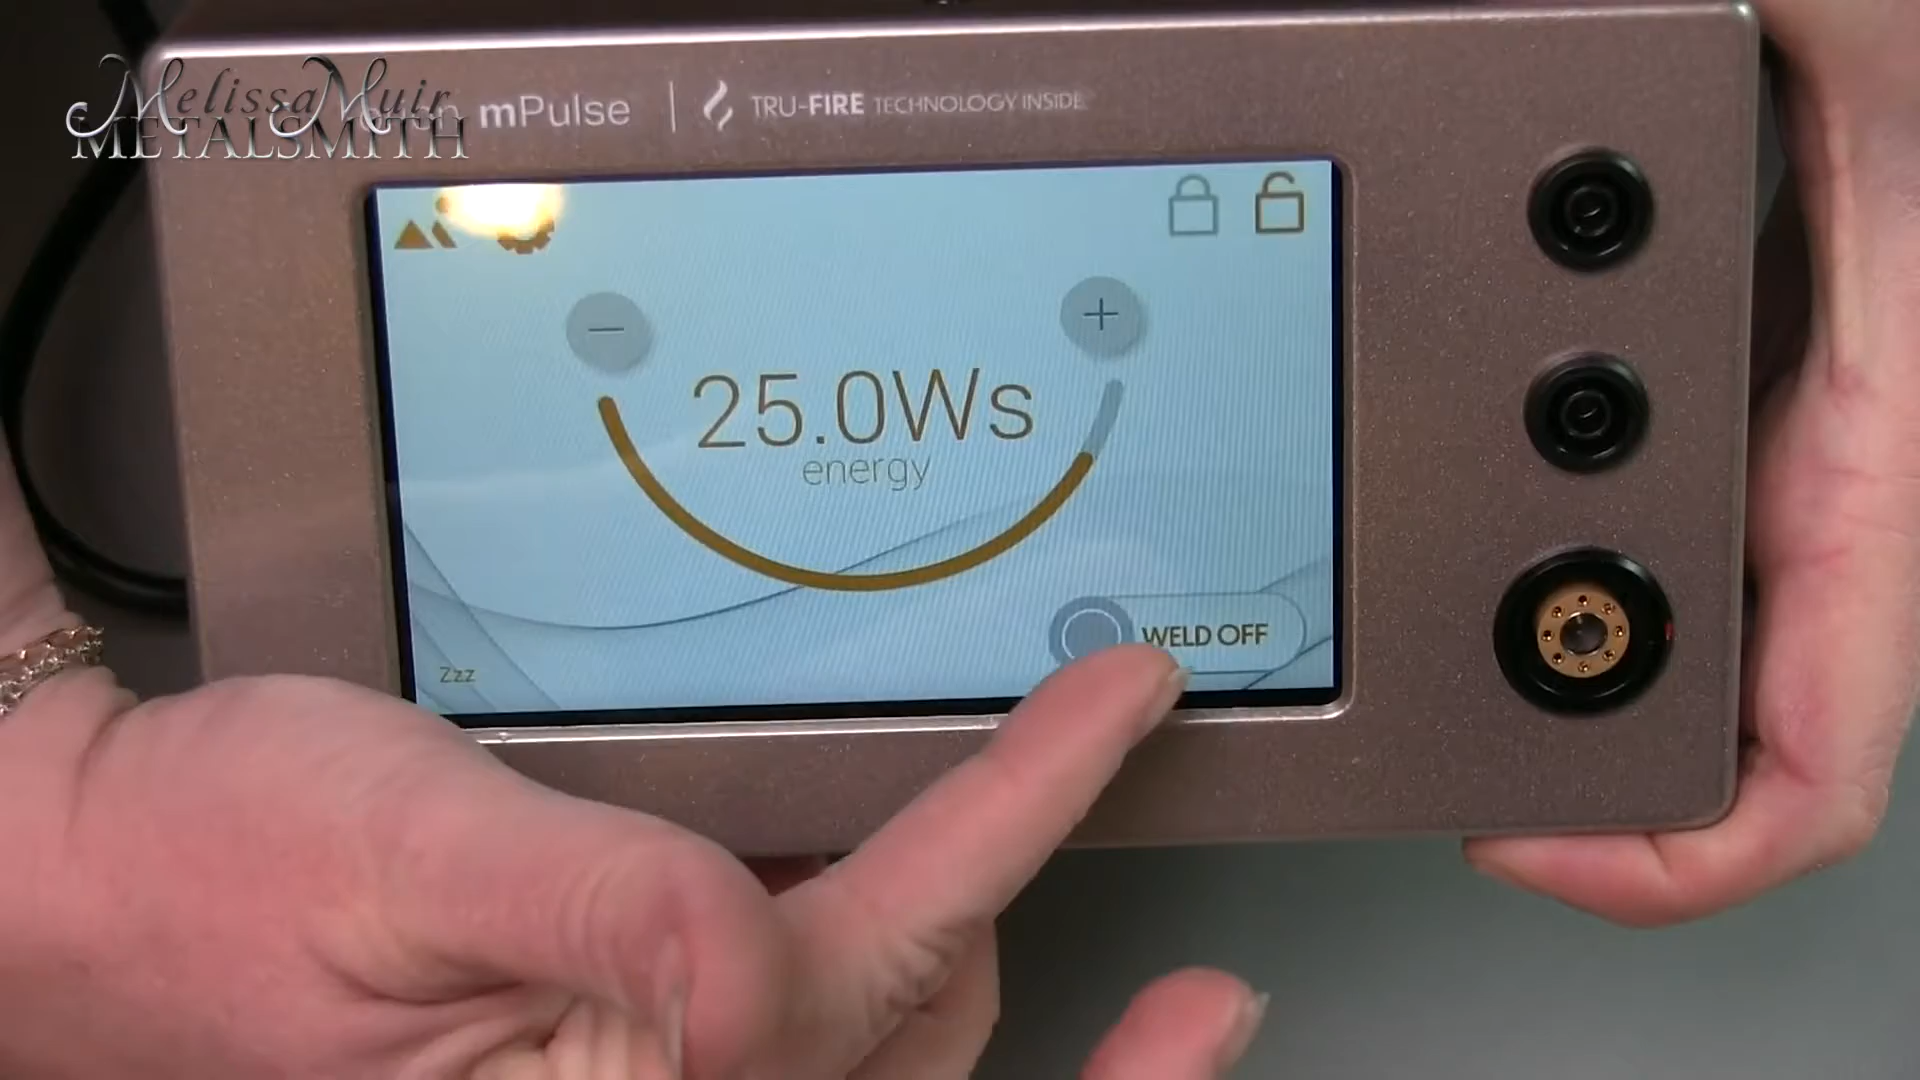 Melissa Muir
METALSMITH
mPulse
TRU-FIRE TECHNOLOGY INSIDE
25.0Ws
energy
WELD OFF
Zzz